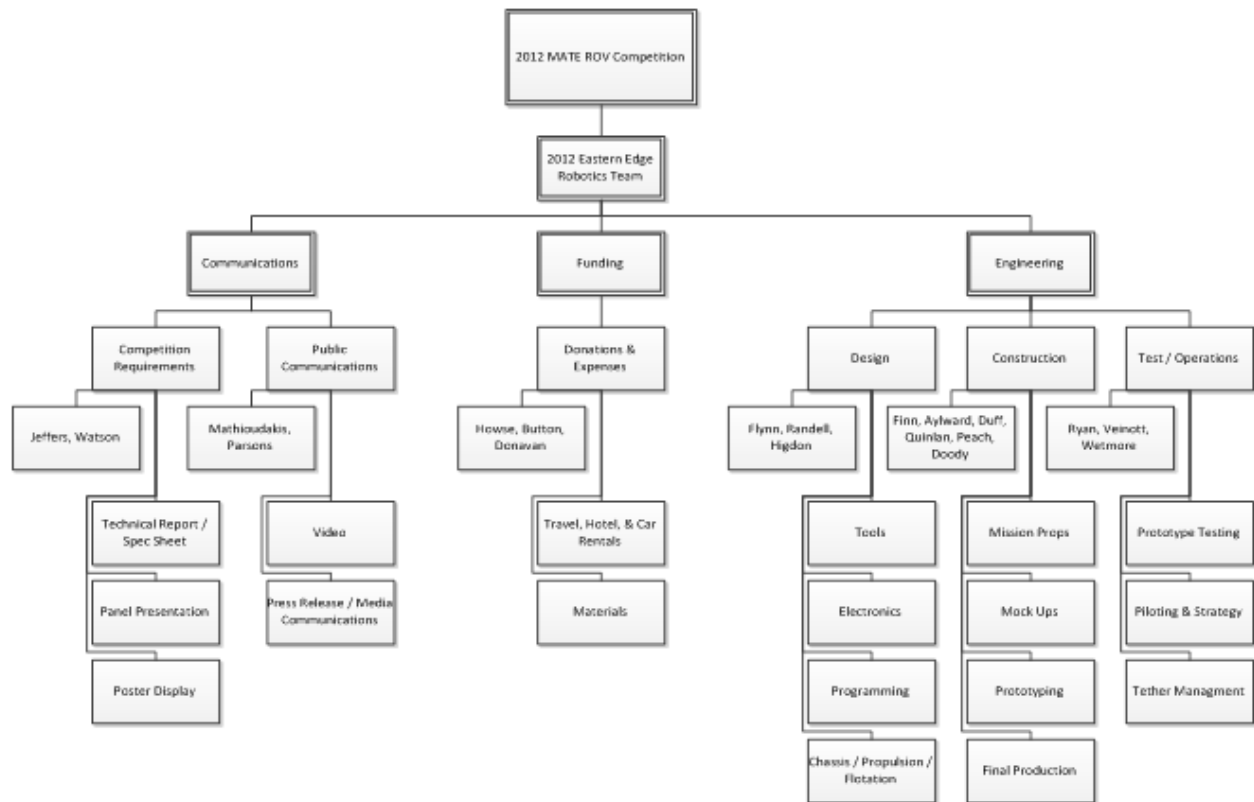 2012 MATE ROV Competition
2012 Eastern Edge
Robotics Team
Communications
Funding
Engineering
Competition
Requirements
Public
Communications
Donations &
Expenses
Design
Construction
Test / Operations
Jeffers, Watson
Mathioudakis,
Parsons
Howse, Button,
Donavan
Flynn, Randell,
Higdon
Finn, Aylward, Duff,
Quinlan, Peach,
Doody
Ryan, Veinott,
Wetmore
Technical Report /
Spec Sheet
Video
Travel, Hotel, & Car
Rentals
Tools
Mission Props
Prototype Testing
Panel Presentation
Press Release / Media
Communications
Materials
Electronics
Mock Ups
Piloting & Strategy
Poster Display
Programming
Prototyping
Tether Managment
Chassis / Propulsion /
Flotation
Final Production